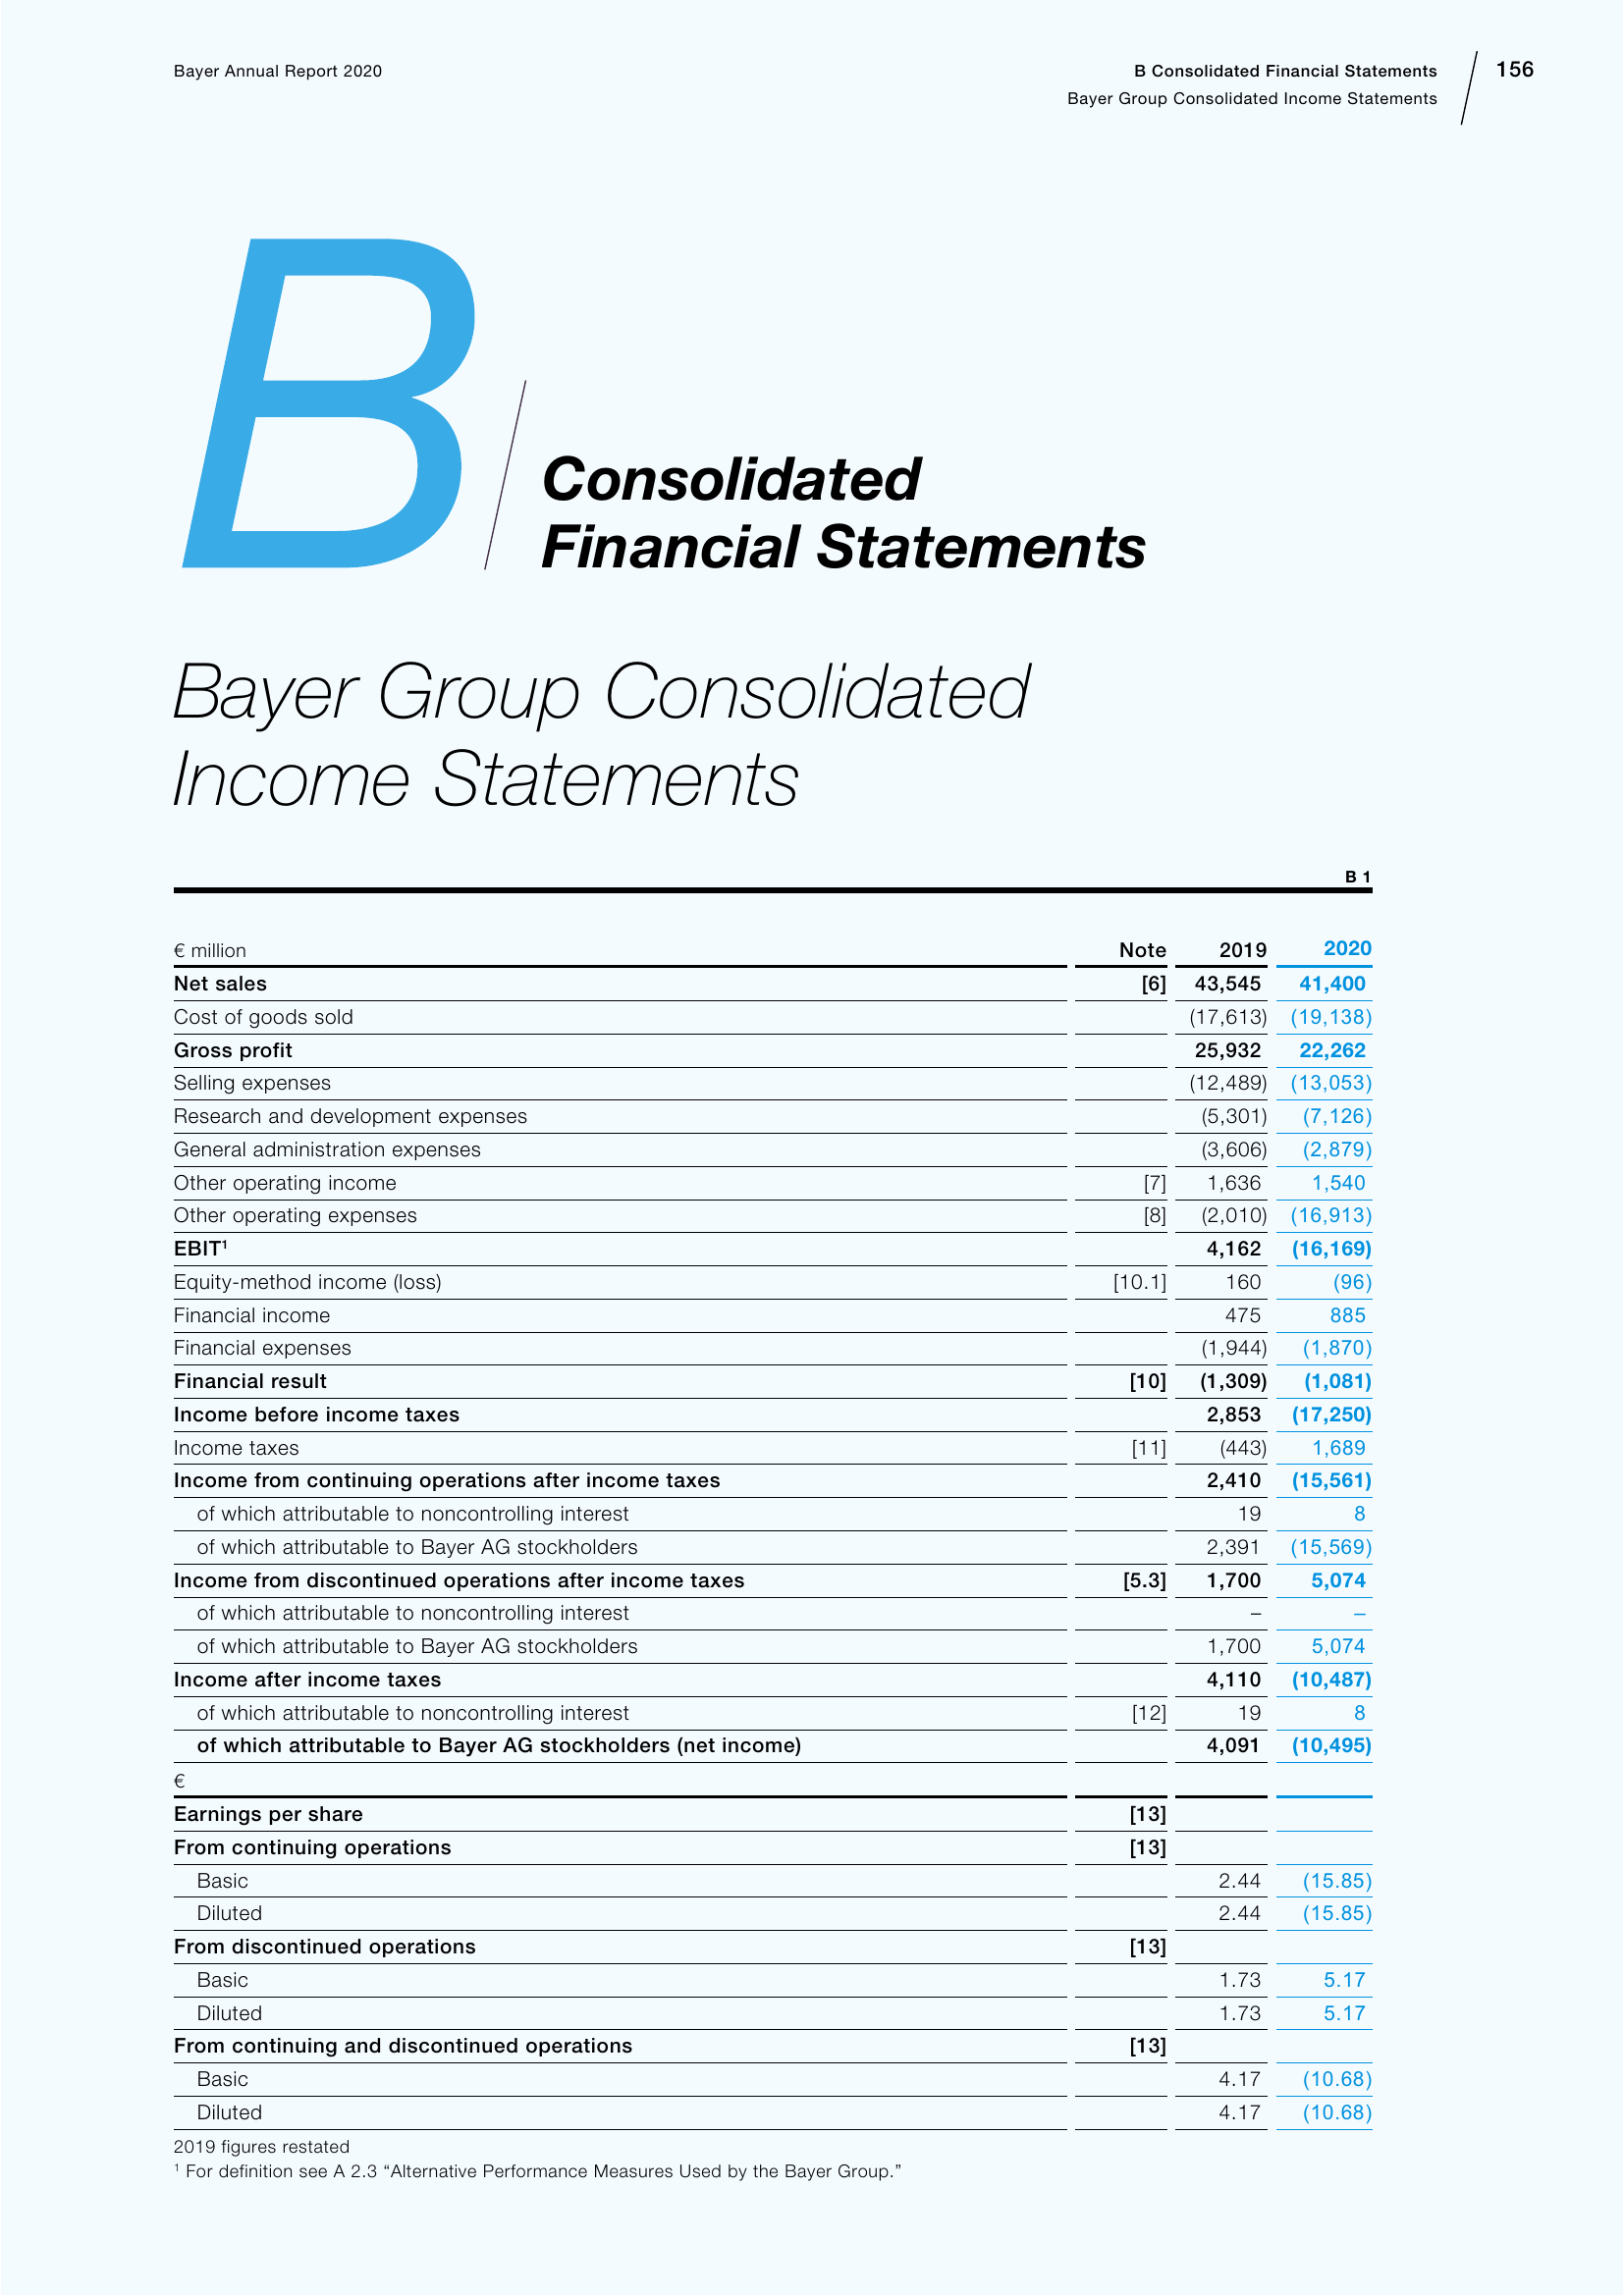 Bayer Annual Report 2020
B Consolidated Financial Statements
Bayer Group Consolidated Income Statements
156
B
Consolidated
Financial Statements
Bayer Group Consolidated
Income Statements
B 1
€ million Note 2019 2020
Net sales [6] 43,545 41,400
Cost of goods sold (17,613) (19,138)
Gross profit 25,932 22,262
Selling expenses (12,489) (13,053)
Research and development expenses (5,301) (7,126)
General administration expenses (3,606) (2,879)
Other operating income [7] 1,636 1,540
Other operating expenses [8] (2,010) (16,913)
EBIT¹ 4,162 (16,169)
Equity-method income (loss) [10.1] 160 (96)
Financial income 475 885
Financial expenses (1,944) (1,870)
Financial result [10] (1,309) (1,081)
Income before income taxes 2,853 (17,250)
Income taxes [11] (443) 1,689
Income from continuing operations after income taxes 2,410 (15,561)
of which attributable to noncontrolling interest 19 8
of which attributable to Bayer AG stockholders 2,391 (15,569)
Income from discontinued operations after income taxes [5.3] 1,700 5,074
of which attributable to noncontrolling interest – –
of which attributable to Bayer AG stockholders 1,700 5,074
Income after income taxes 4,110 (10,487)
of which attributable to noncontrolling interest [12] 19 8
of which attributable to Bayer AG stockholders (net income) 4,091 (10,495)
€
Earnings per share [13]
From continuing operations [13]
Basic 2.44 (15.85)
Diluted 2.44 (15.85)
From discontinued operations [13]
Basic 1.73 5.17
Diluted 1.73 5.17
From continuing and discontinued operations [13]
Basic 4.17 (10.68)
Diluted 4.17 (10.68)
2019 figures restated
¹ For definition see A 2.3 “Alternative Performance Measures Used by the Bayer Group.”